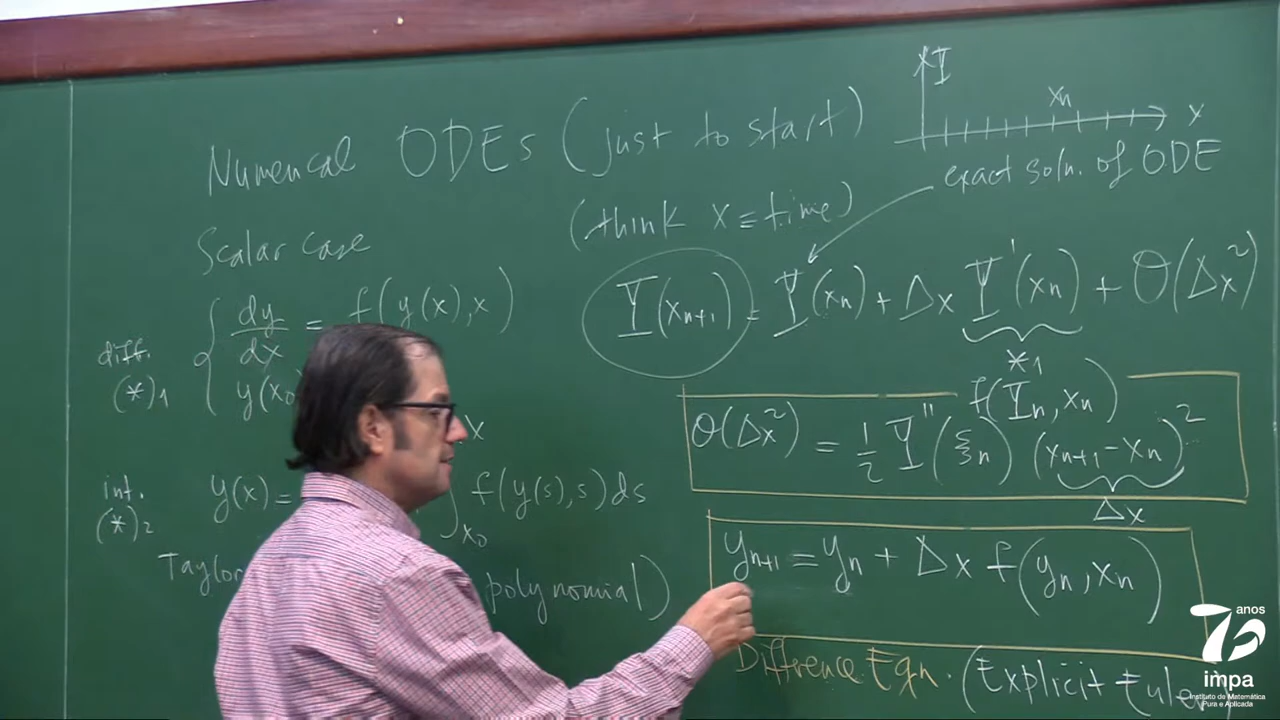 Numerical ODEs (just to start)
(think x ≡ time)
Scalar case
diff. (*)1
dy/dx = f(y(x), x)
y(x0)
int. (*)2
y(x) = ∫x0 f(y(s), s) ds
Taylor polynomial)
Y
xn
x
exact soln. of ODE
Y(xn+1) = Y(xn) + Δx Y'(xn) + O(Δx²)
*1
f(Yn, xn)
O(Δx²) = 1/2 Y''(ξn) (xn+1 - xn)²
Δx
yn+1 = yn + Δx f(yn, xn)
Difference Eqn. (Explicit Euler
anos
impa
Instituto de Matemática
Pura e Aplicada